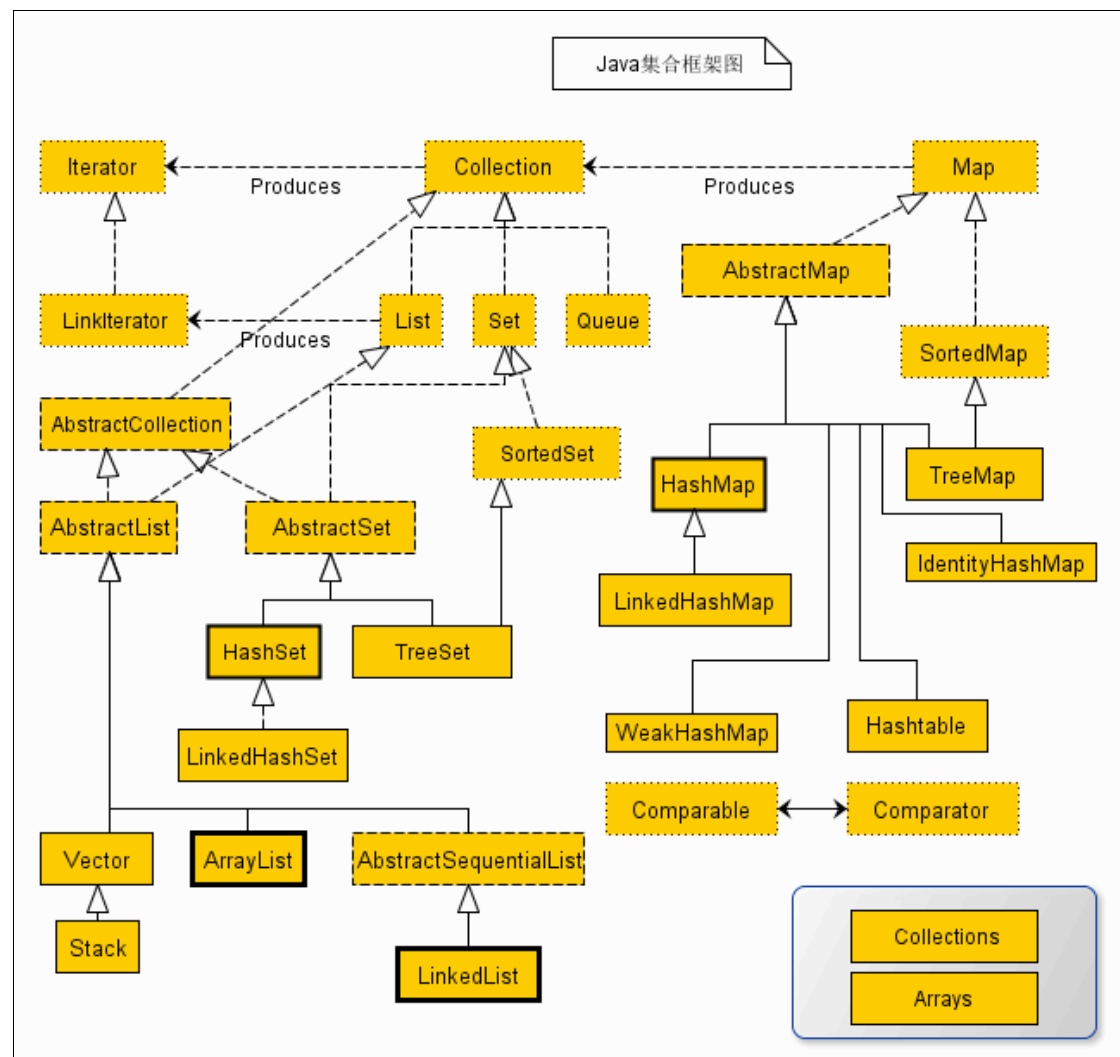 Java集合框架图
Iterator
Collection
Map
Produces
Produces
AbstractMap
LinkIterator
List
Set
Queue
Produces
SortedMap
AbstractCollection
SortedSet
HashMap
TreeMap
AbstractList
AbstractSet
IdentityHashMap
LinkedHashMap
HashSet
TreeSet
WeakHashMap
Hashtable
LinkedHashSet
Comparable
Comparator
Vector
ArrayList
AbstractSequentialList
Stack
LinkedList
Collections
Arrays